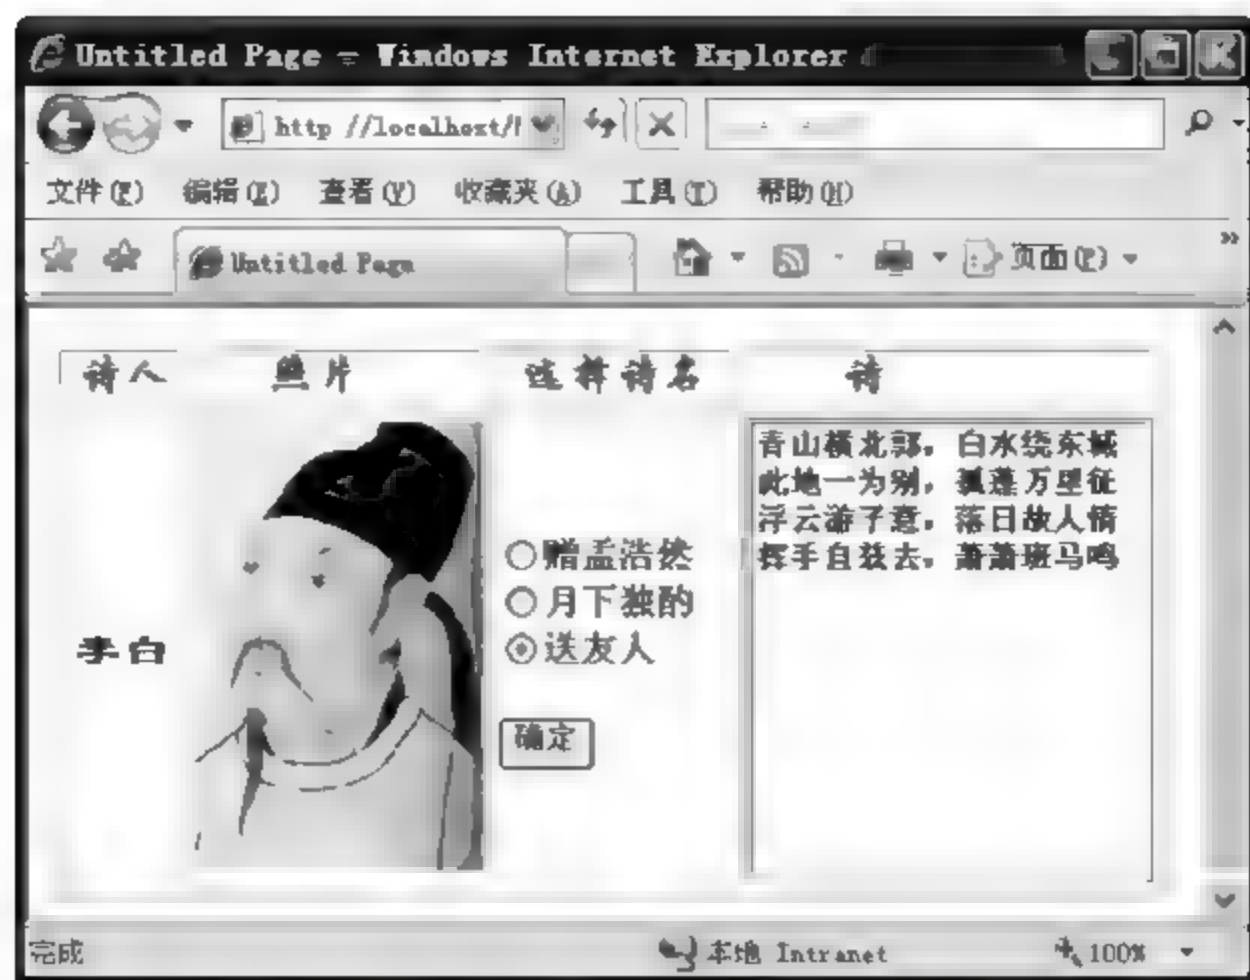 Untitled Page - Windows Internet Explorer
http //localhost/
文件(F) 编辑(E) 查看(V) 收藏夹(A) 工具(T) 帮助(H)
Untitled Page
页面(P)
诗人 照片 选择诗名 诗
青山横北郭，白水绕东城
此地一为别，孤蓬万里征
浮云游子意，落日故人情
挥手自兹去，萧萧班马鸣
赠孟浩然
月下独酌
送友人
李白
确定
完成 本地 Intranet 100%